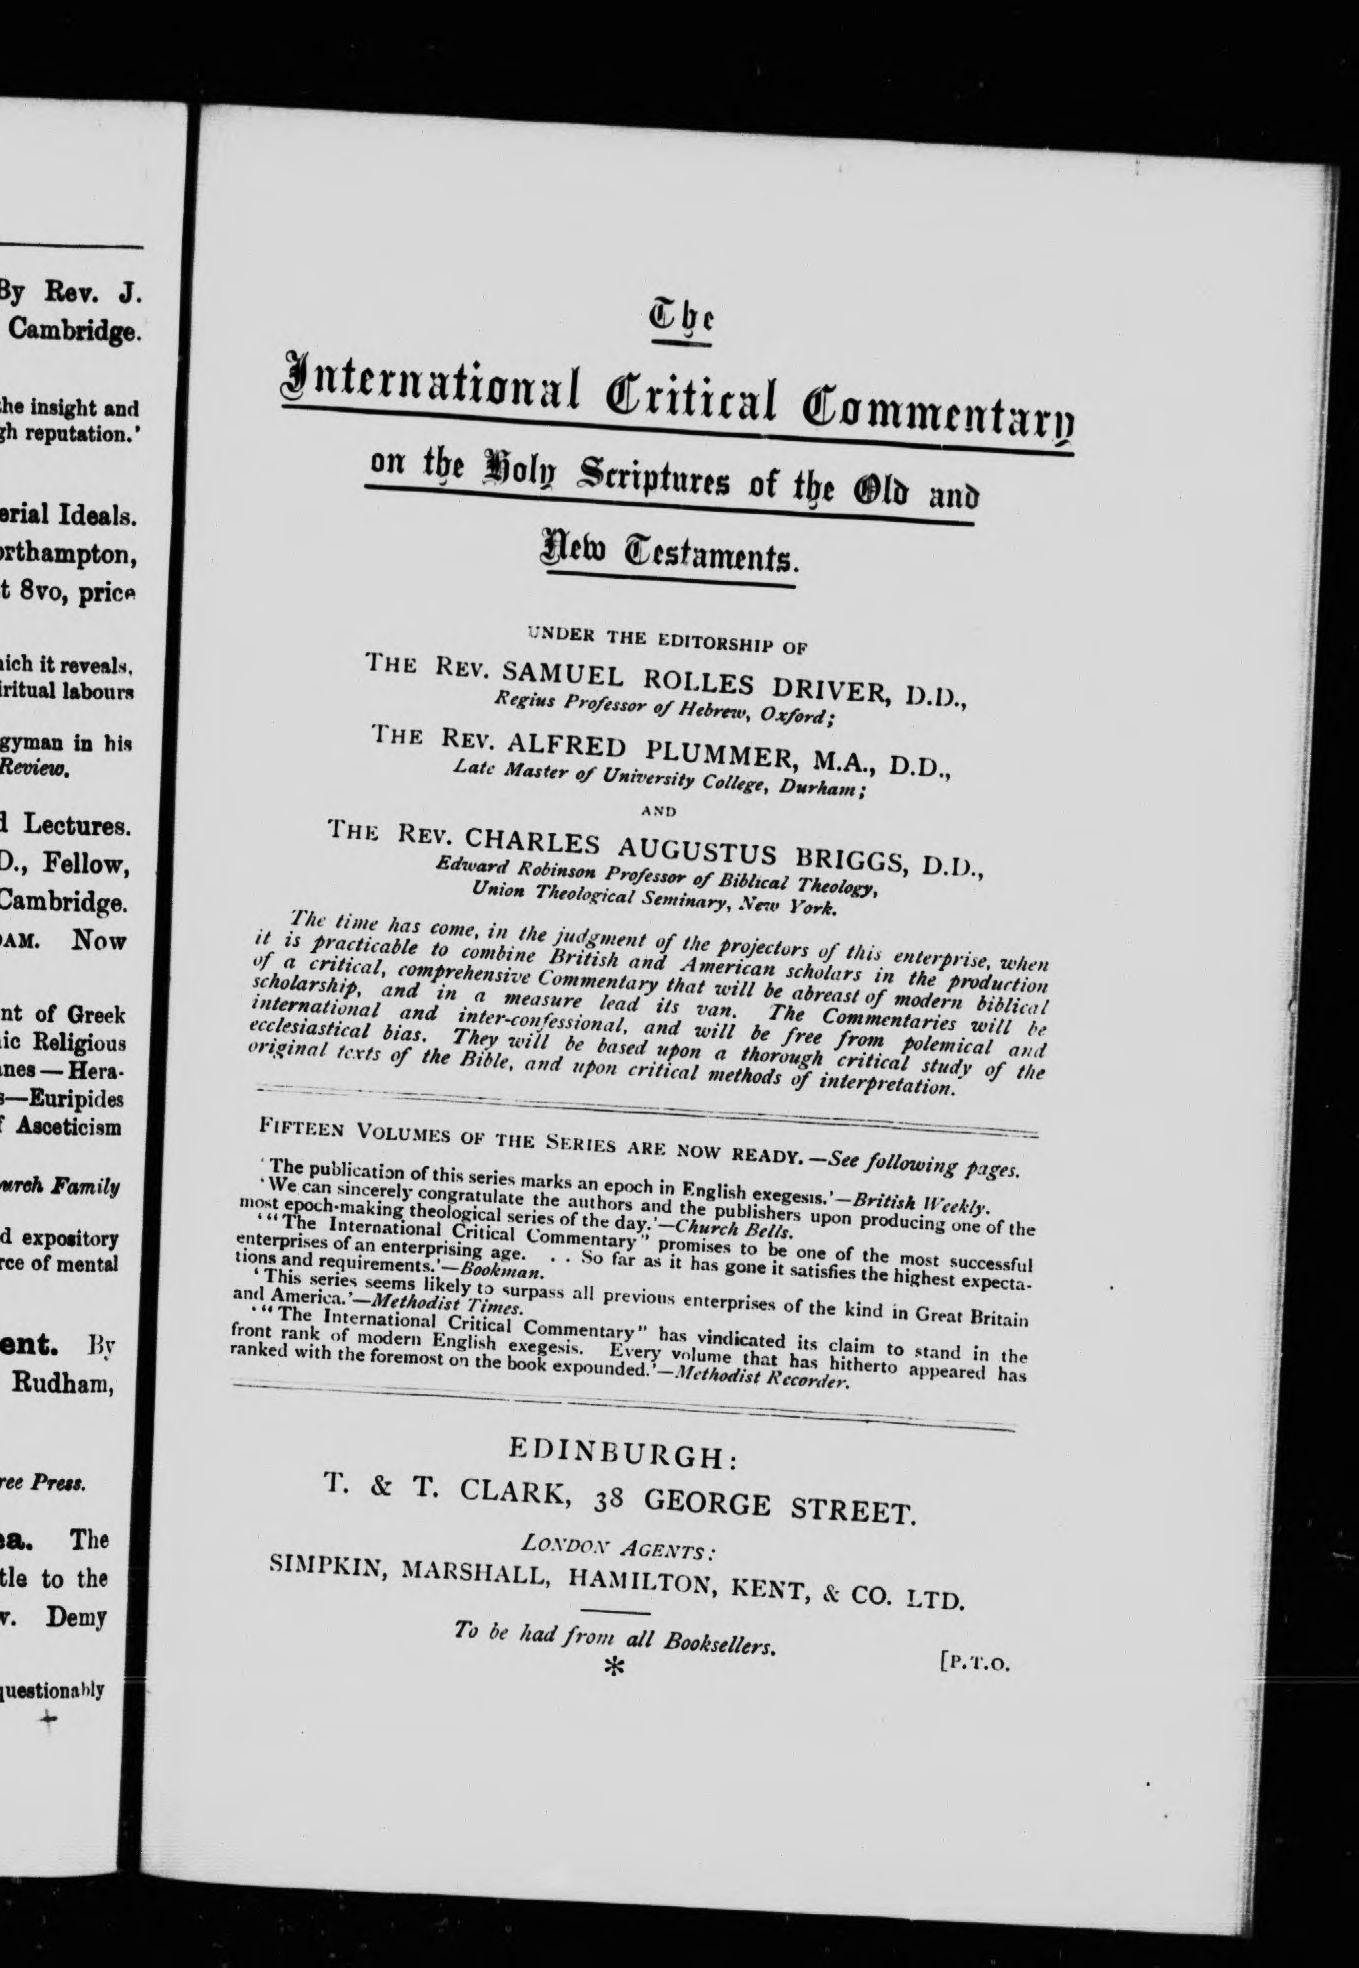 By Rev. J.
Cambridge.
the insight and
gh reputation.'
erial Ideals.
orthampton,
t 8vo, price
hich it reveals,
iritual labours
gyman in his
Review.
d Lectures.
D., Fellow,
Cambridge.
DAM. Now
nt of Greek
ic Religious
nes — Hera-
s—Euripides
f Asceticism
urch Family
d expository
rce of mental
ent. By
Rudham,
ree Press.
ea. The
tle to the
v. Demy
questionably
+
The
International Critical Commentary
on the Holy Scriptures of the Old and
New Testaments.
UNDER THE EDITORSHIP OF
THE REV. SAMUEL ROLLES DRIVER, D.D.,
Regius Professor of Hebrew, Oxford;
THE REV. ALFRED PLUMMER, M.A., D.D.,
Late Master of University College, Durham;
AND
THE REV. CHARLES AUGUSTUS BRIGGS, D.D.,
Edward Robinson Professor of Biblical Theology,
Union Theological Seminary, New York.
The time has come, in the judgment of the projectors of this enterprise, when
it is practicable to combine British and American scholars in the production
of a critical, comprehensive Commentary that will be abreast of modern biblical
scholarship, and in a measure lead its van. The Commentaries will be
international and inter-confessional, and will be free from polemical and
ecclesiastical bias. They will be based upon a thorough critical study of the
original texts of the Bible, and upon critical methods of interpretation.
FIFTEEN VOLUMES OF THE SERIES ARE NOW READY.—See following pages.
'The publication of this series marks an epoch in English exegesis.'—British Weekly.
'We can sincerely congratulate the authors and the publishers upon producing one of the
most epoch-making theological series of the day.'—Church Bells.
'"The International Critical Commentary" promises to be one of the most successful
enterprises of an enterprising age. . . . So far as it has gone it satisfies the highest expecta-
tions and requirements.'—Bookman.
'This series seems likely to surpass all previous enterprises of the kind in Great Britain
and America.'—Methodist Times.
'"The International Critical Commentary" has vindicated its claim to stand in the
front rank of modern English exegesis. Every volume that has hitherto appeared has
ranked with the foremost on the book expounded.'—Methodist Recorder.
EDINBURGH:
T. & T. CLARK, 38 GEORGE STREET.
LONDON AGENTS:
SIMPKIN, MARSHALL, HAMILTON, KENT, & CO. LTD.
To be had from all Booksellers.
*
[P.T.O.